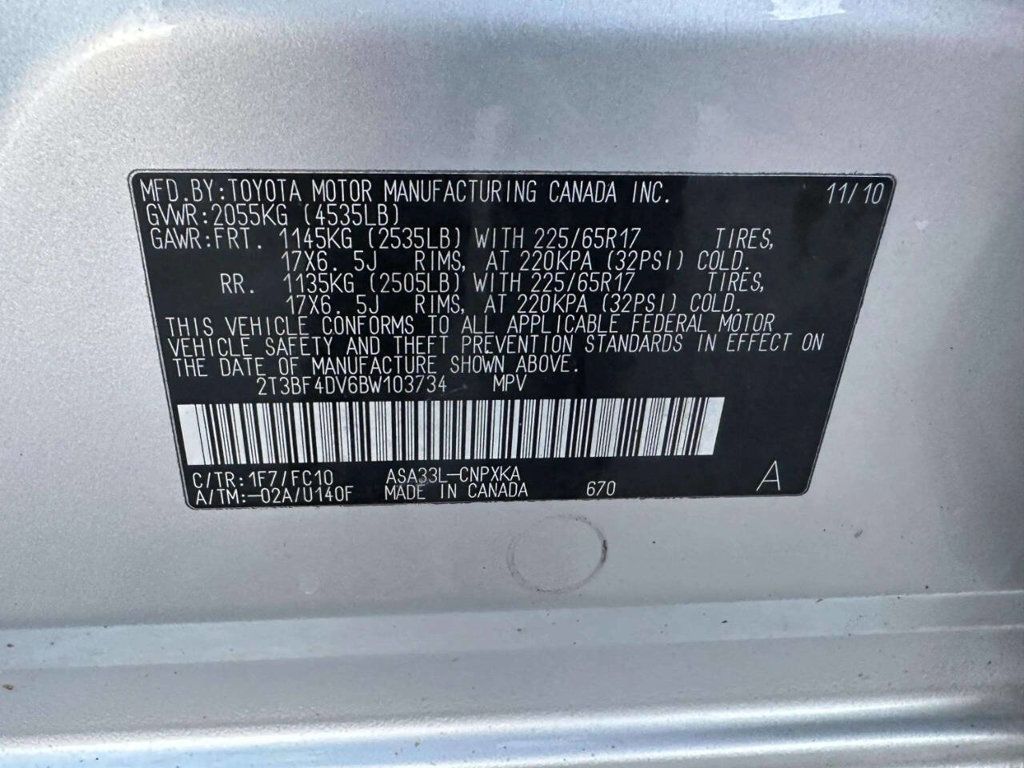 MFD.BY:TOYOTA MOTOR MANUFACTURING CANADA INC. 11/10
GVWR:2055KG (4535LB)
GAWR:FRT. 1145KG (2535LB) WITH 225/65R17 TIRES,
17X6.5J RIMS, AT 220KPA (32PSI) COLD.
RR. 1135KG (2505LB) WITH 225/65R17 TIRES,
17X6.5J RIMS, AT 220KPA (32PSI) COLD.
THIS VEHICLE CONFORMS TO ALL APPLICABLE FEDERAL MOTOR
VEHICLE SAFETY AND THEFT PREVENTION STANDARDS IN EFFECT ON
THE DATE OF MANUFACTURE SHOWN ABOVE.
2T3BF4DV6BW103734 MPV
C/TR:1F7/FC10 ASA33L-CNPXKA
A/TM:-02A/U140F MADE IN CANADA 670 A